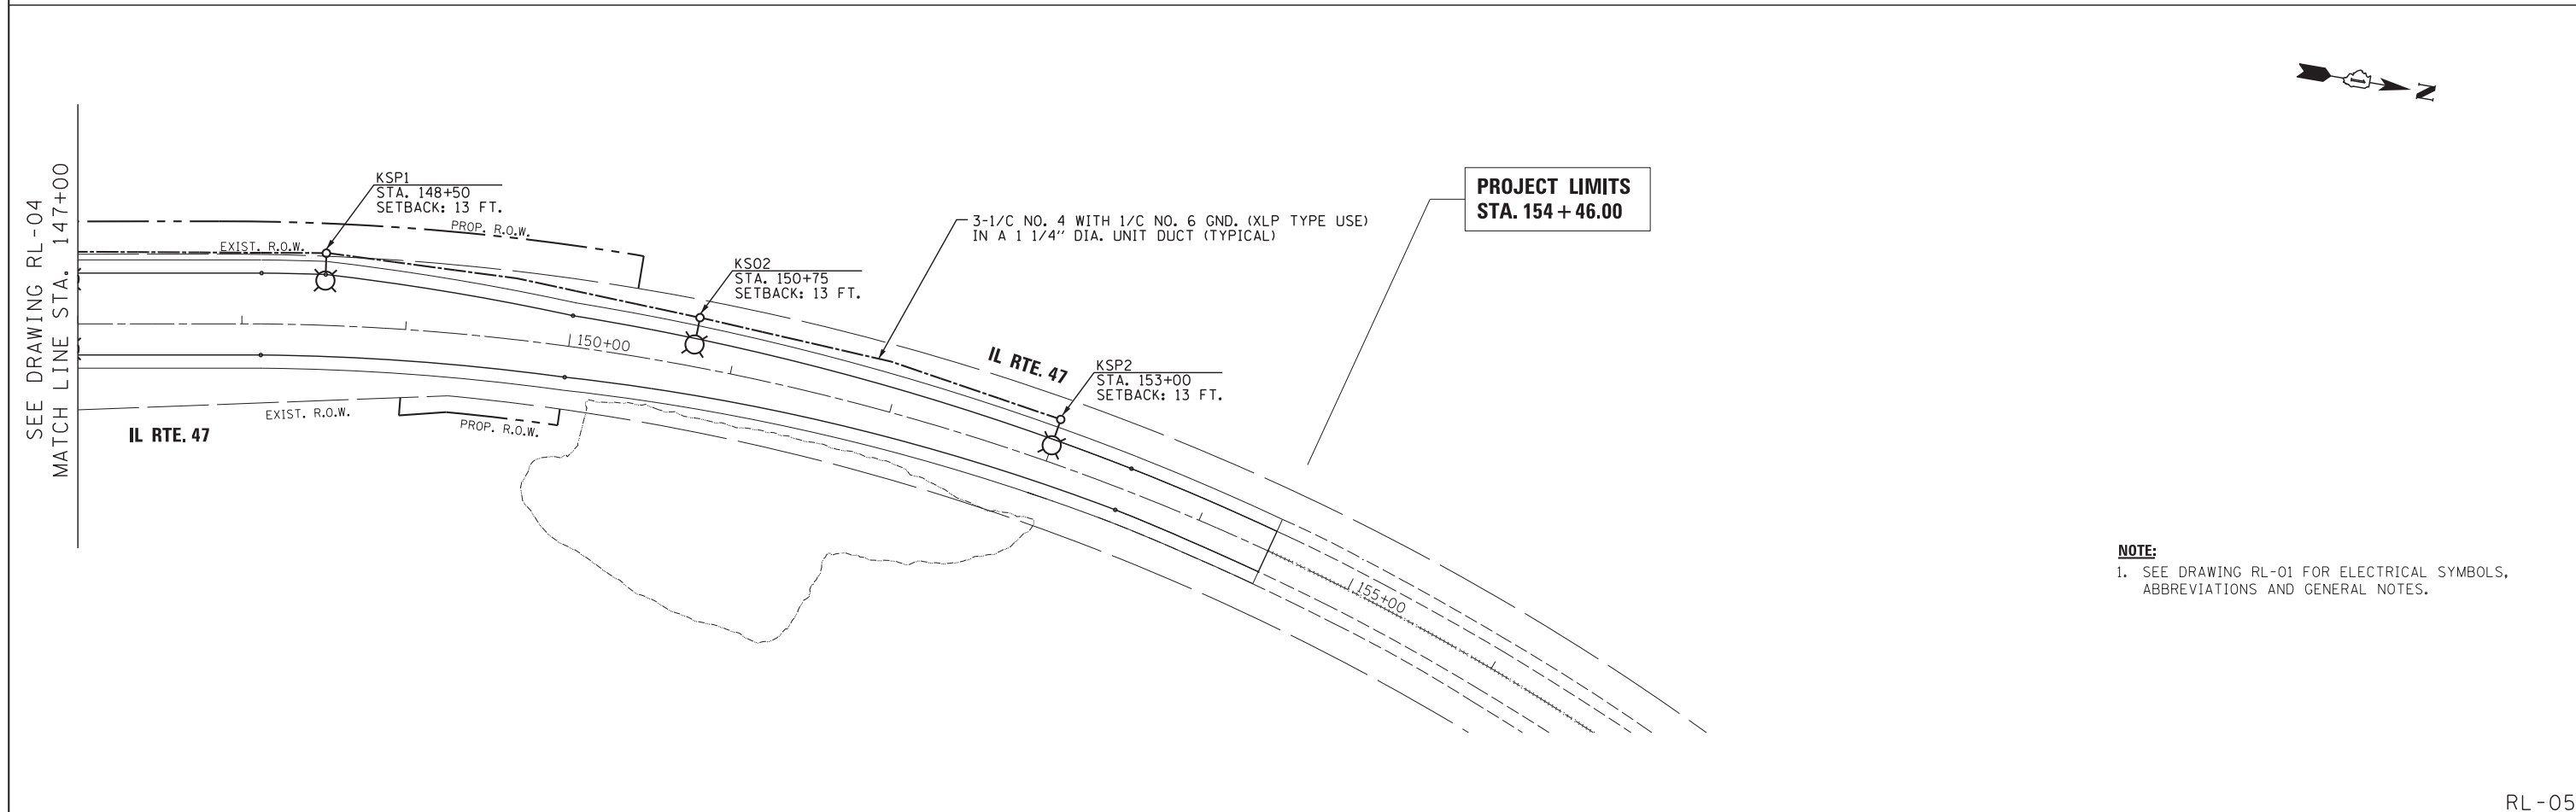 SEE DRAWING RL-04
MATCH LINE STA. 147+00
KSP1
STA. 148+50
SETBACK: 13 FT.
PROP. R.O.W.
EXIST. R.O.W.
KSO2
STA. 150+75
SETBACK: 13 FT.
3-1/C NO. 4 WITH 1/C NO. 6 GND. (XLP TYPE USE)
IN A 1 1/4" DIA. UNIT DUCT (TYPICAL)
PROJECT LIMITS
STA. 154+46.00
N
150+00
IL RTE. 47
KSP2
STA. 153+00
SETBACK: 13 FT.
EXIST. R.O.W.
PROP. R.O.W.
IL RTE. 47
155+00
NOTE:
1. SEE DRAWING RL-01 FOR ELECTRICAL SYMBOLS,
ABBREVIATIONS AND GENERAL NOTES.
RL-05